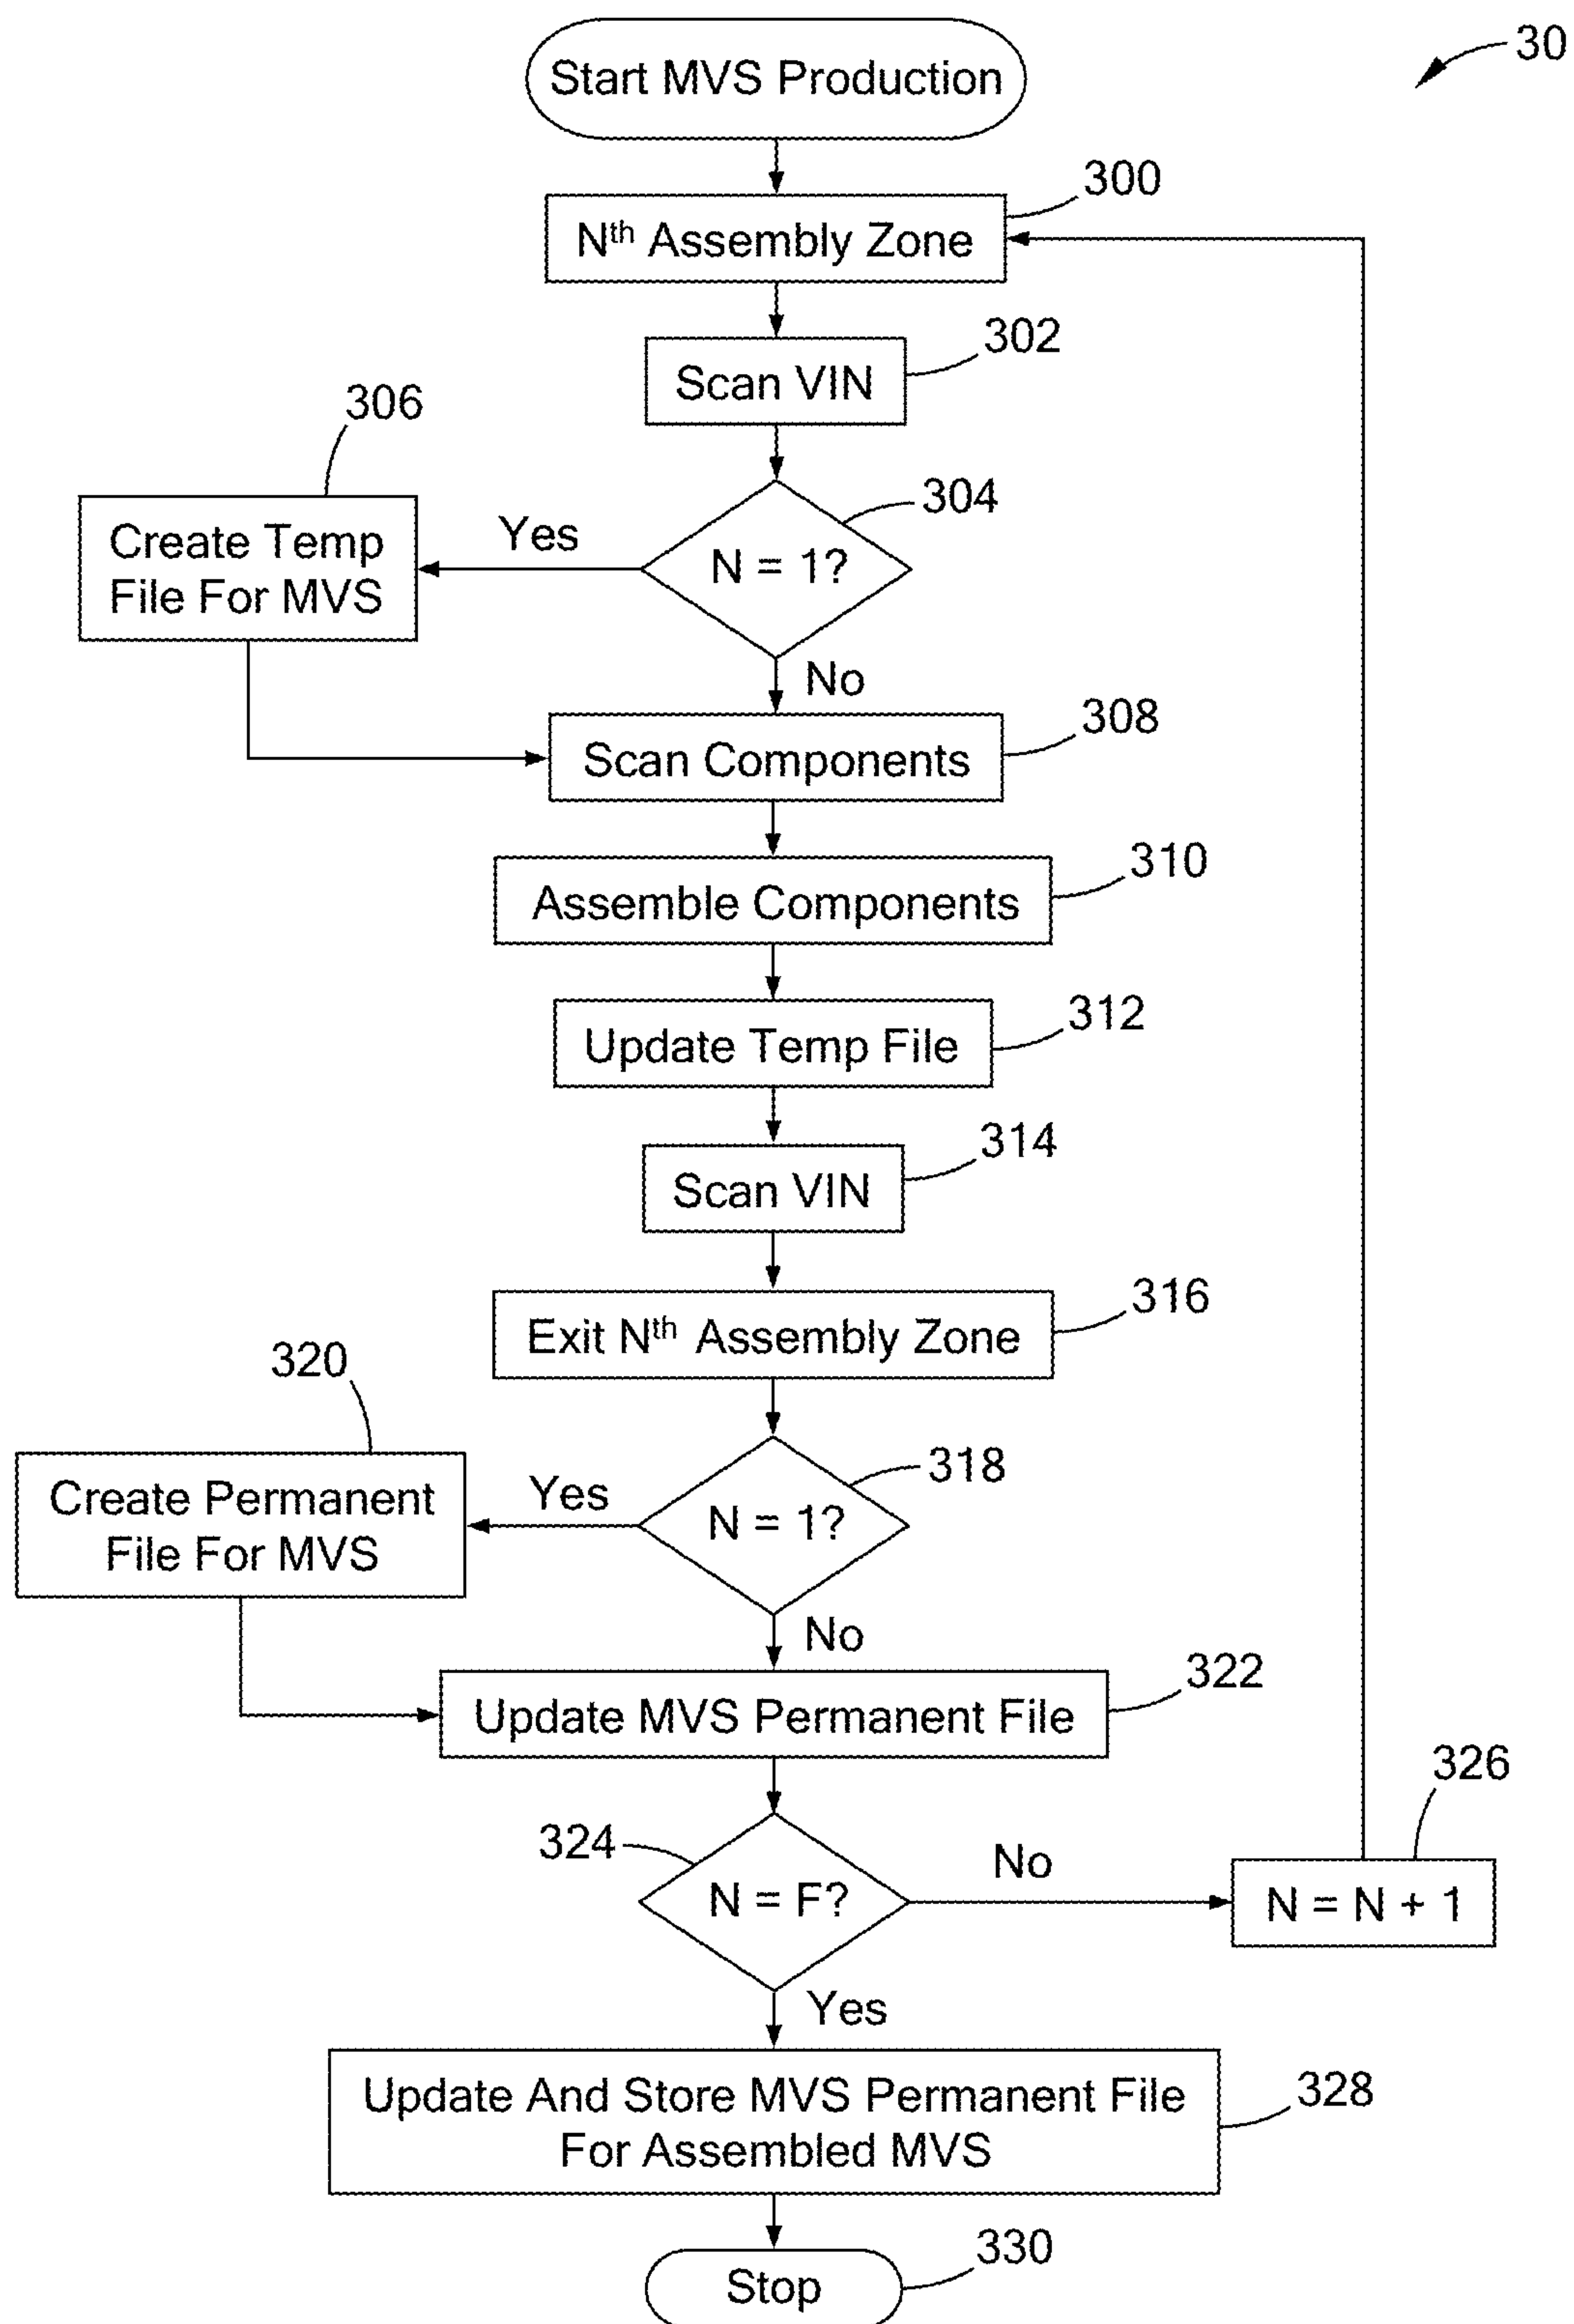 30
Start MVS Production
300
Nth Assembly Zone
302
Scan VIN
306
304
Create Temp
File For MVS
Yes
N = 1?
No
308
Scan Components
310
Assemble Components
312
Update Temp File
314
Scan VIN
316
Exit Nth Assembly Zone
320
318
Create Permanent
File For MVS
Yes
N = 1?
No
322
Update MVS Permanent File
326
324
No
N = F?
N = N + 1
Yes
328
Update And Store MVS Permanent File
For Assembled MVS
330
Stop